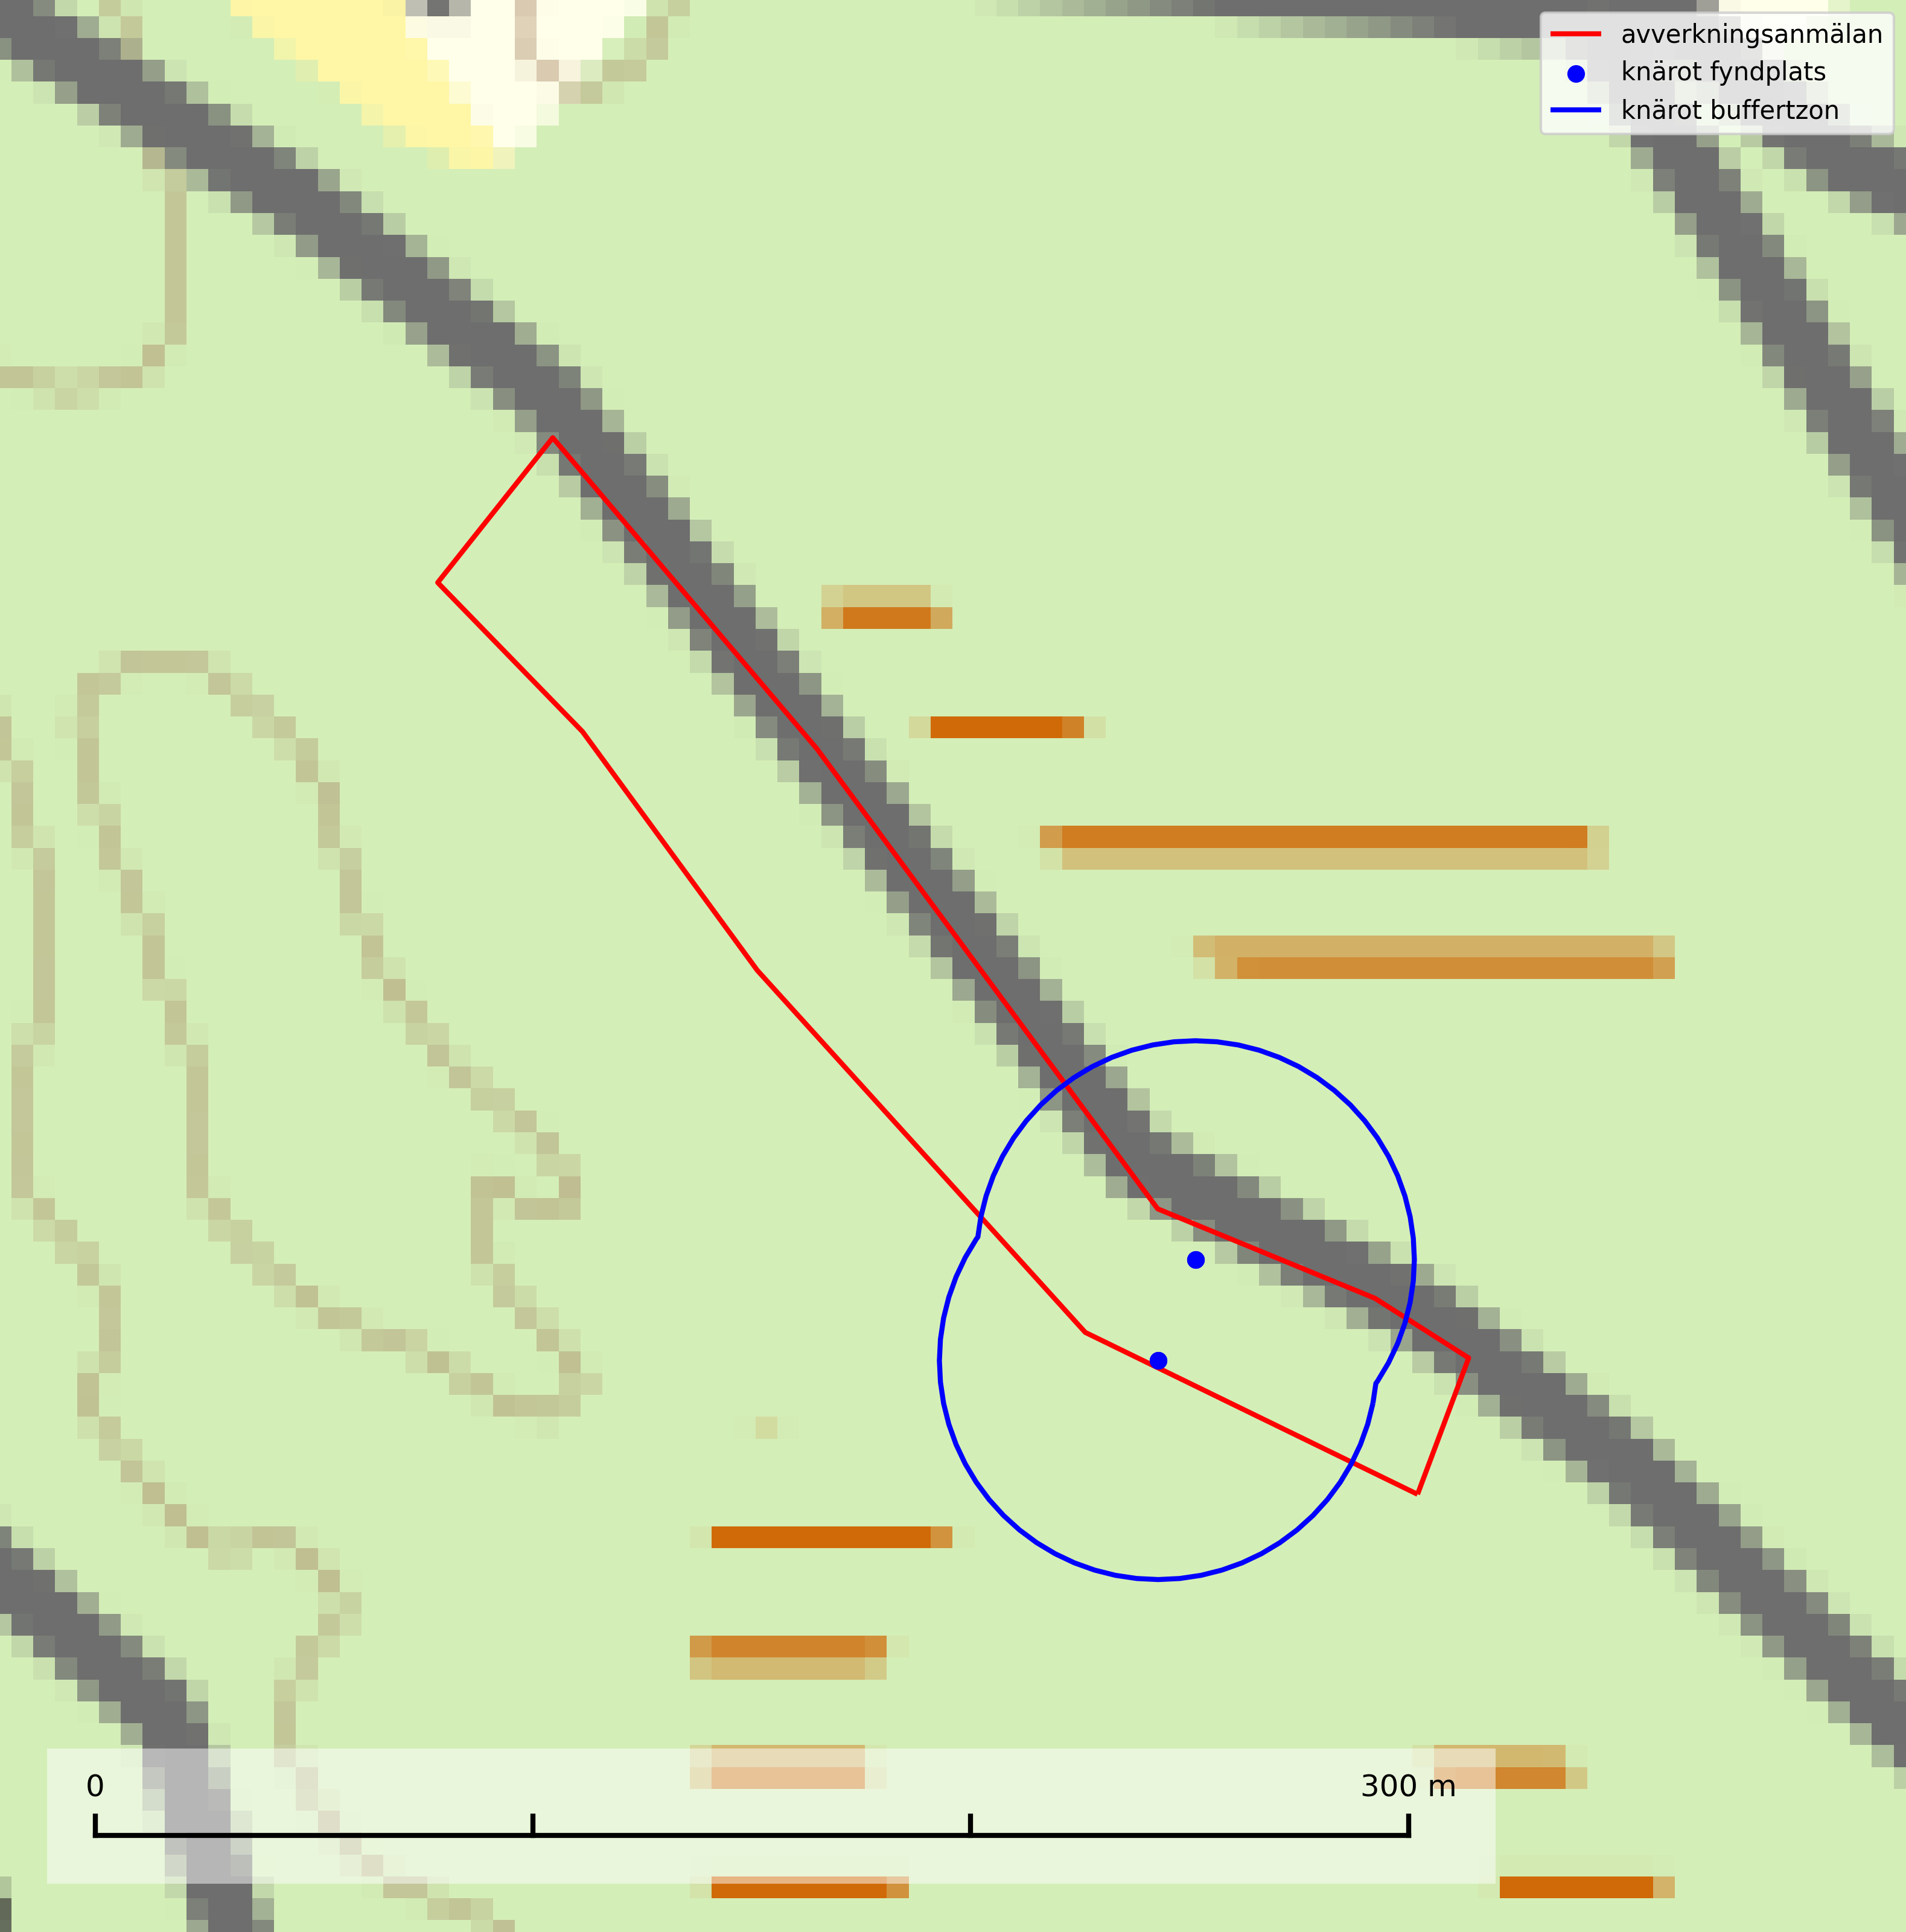 avverkningsanmälan
knärot fyndplats
knärot buffertzon
0 300 m